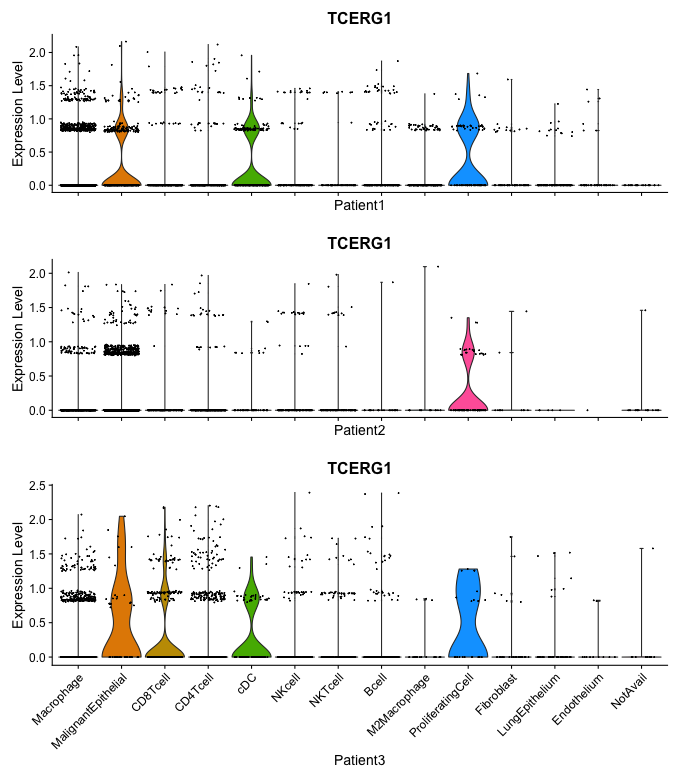 TCERG1
Expression Level
2.0
1.5
1.0
0.5
0.0
Patient1
TCERG1
Expression Level
2.0
1.5
1.0
0.5
0.0
Patient2
TCERG1
Expression Level
2.5
2.0
1.5
1.0
0.5
0.0
Macrophage
MalignantEpithelial
CD8Tcell
CD4Tcell
cDC
NKcell
NKTcell
Bcell
M2Macrophage
ProliferatingCell
Fibroblast
LungEpithelium
Endothelium
NotAvail
Patient3